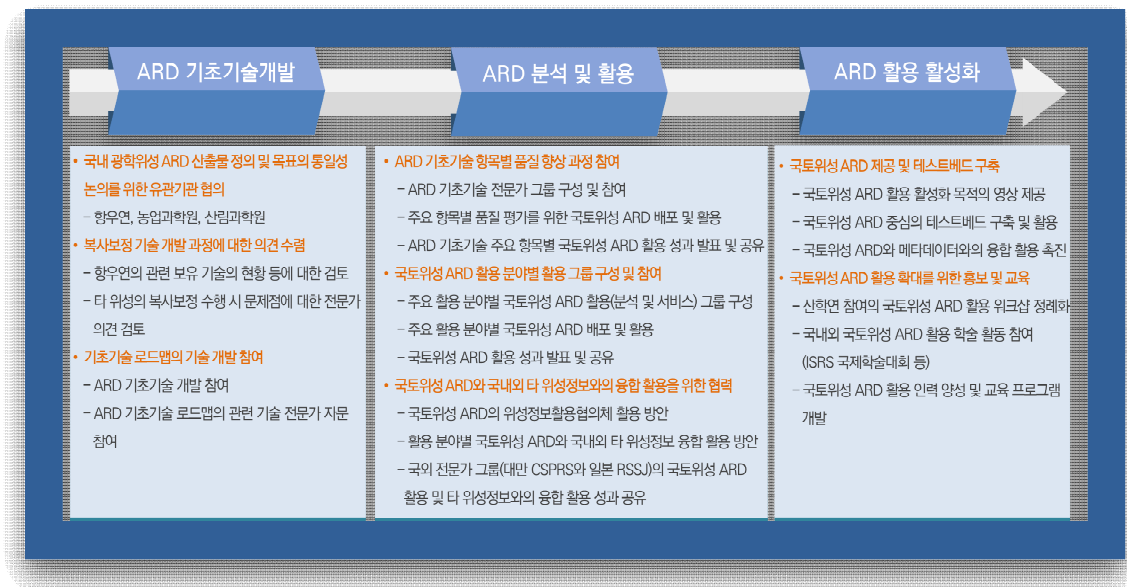 ARD 기초기술개발
ARD 분석 및 활용
ARD 활용 활성화
• 국내 광학위성 ARD 산출물 정의 및 목표의 통일성
논의를 위한 유관기관 협의
– 항우연, 농업과학원, 산림과학원
• 복사보정 기술 개발 과정에 대한 의견 수렴
– 항우연의 관련 보유 기술의 현황 등에 대한 검토
– 타 위성의 복사보정 수행 시 문제점에 대한 전문가
의견 검토
• 기초기술 로드맵의 기술 개발 참여
– ARD 기초기술 개발 참여
– ARD 기초기술 로드맵의 관련 기술 전문가 자문
참여
• ARD 기초기술 항목별 품질 향상 과정 참여
– ARD 기초기술 전문가 그룹 구성 및 참여
– 주요 항목별 품질 평가를 위한 국토위성 ARD 배포 및 활용
– ARD 기초기술 주요 항목별 국토위성 ARD 활용 성과 발표 및 공유
• 국토위성 ARD 활용 분야별 활용 그룹 구성 및 참여
– 주요 활용 분야별 국토위성 ARD 활용(분석 및 서비스) 그룹 구성
– 주요 활용 분야별 국토위성 ARD 배포 및 활용
– 국토위성 ARD 활용 성과 발표 및 공유
• 국토위성 ARD와 국내외 타 위성정보와의 융합 활용을 위한 협력
– 국토위성 ARD의 위성정보활용협의체 활용 방안
– 활용 분야별 국토위성 ARD와 국내외 타 위성정보 융합 활용 방안
– 국외 전문가 그룹(대만 CSPRS와 일본 RSSJ)의 국토위성 ARD
활용 및 타 위성정보와의 융합 활용 성과 공유
• 국토위성 ARD 제공 및 테스트베드 구축
– 국토위성 ARD 활용 활성화 목적의 영상 제공
– 국토위성 ARD 중심의 테스트베드 구축 및 활용
– 국토위성 ARD와 메타데이터와의 융합 활용 촉진
• 국토위성 ARD 활용 확대를 위한 홍보 및 교육
– 산학연 참여의 국토위성 ARD 활용 워크샵 정례화
– 국내외 국토위성 ARD 활용 학술 활동 참여
(ISRS 국제학술대회 등)
– 국토위성 ARD 활용 인력 양성 및 교육 프로그램
개발